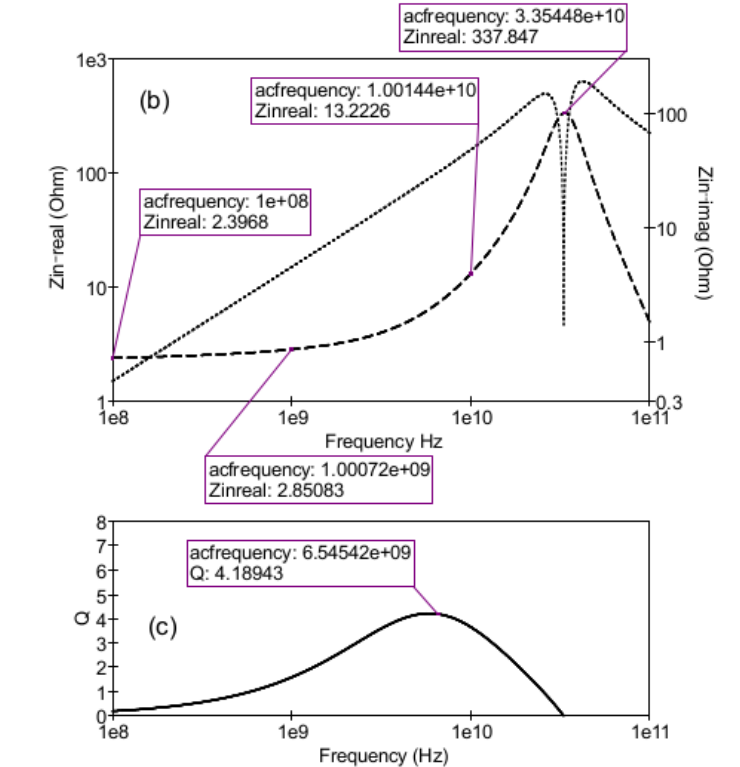 acfrequency: 3.35448e+10
Zinreal: 337.847
1e3
(b)
acfrequency: 1.00144e+10
Zinreal: 13.2226
100
100
Zin-real (Ohm)
Zin-imag (Ohm)
acfrequency: 1e+08
Zinreal: 2.3968
10
10
1
1
0.3
1e8
1e9
1e10
1e11
Frequency Hz
acfrequency: 1.00072e+09
Zinreal: 2.85083
8
7
6
5
4
3
2
1
0
Q
acfrequency: 6.54542e+09
Q: 4.18943
(c)
1e8
1e9
1e10
1e11
Frequency (Hz)